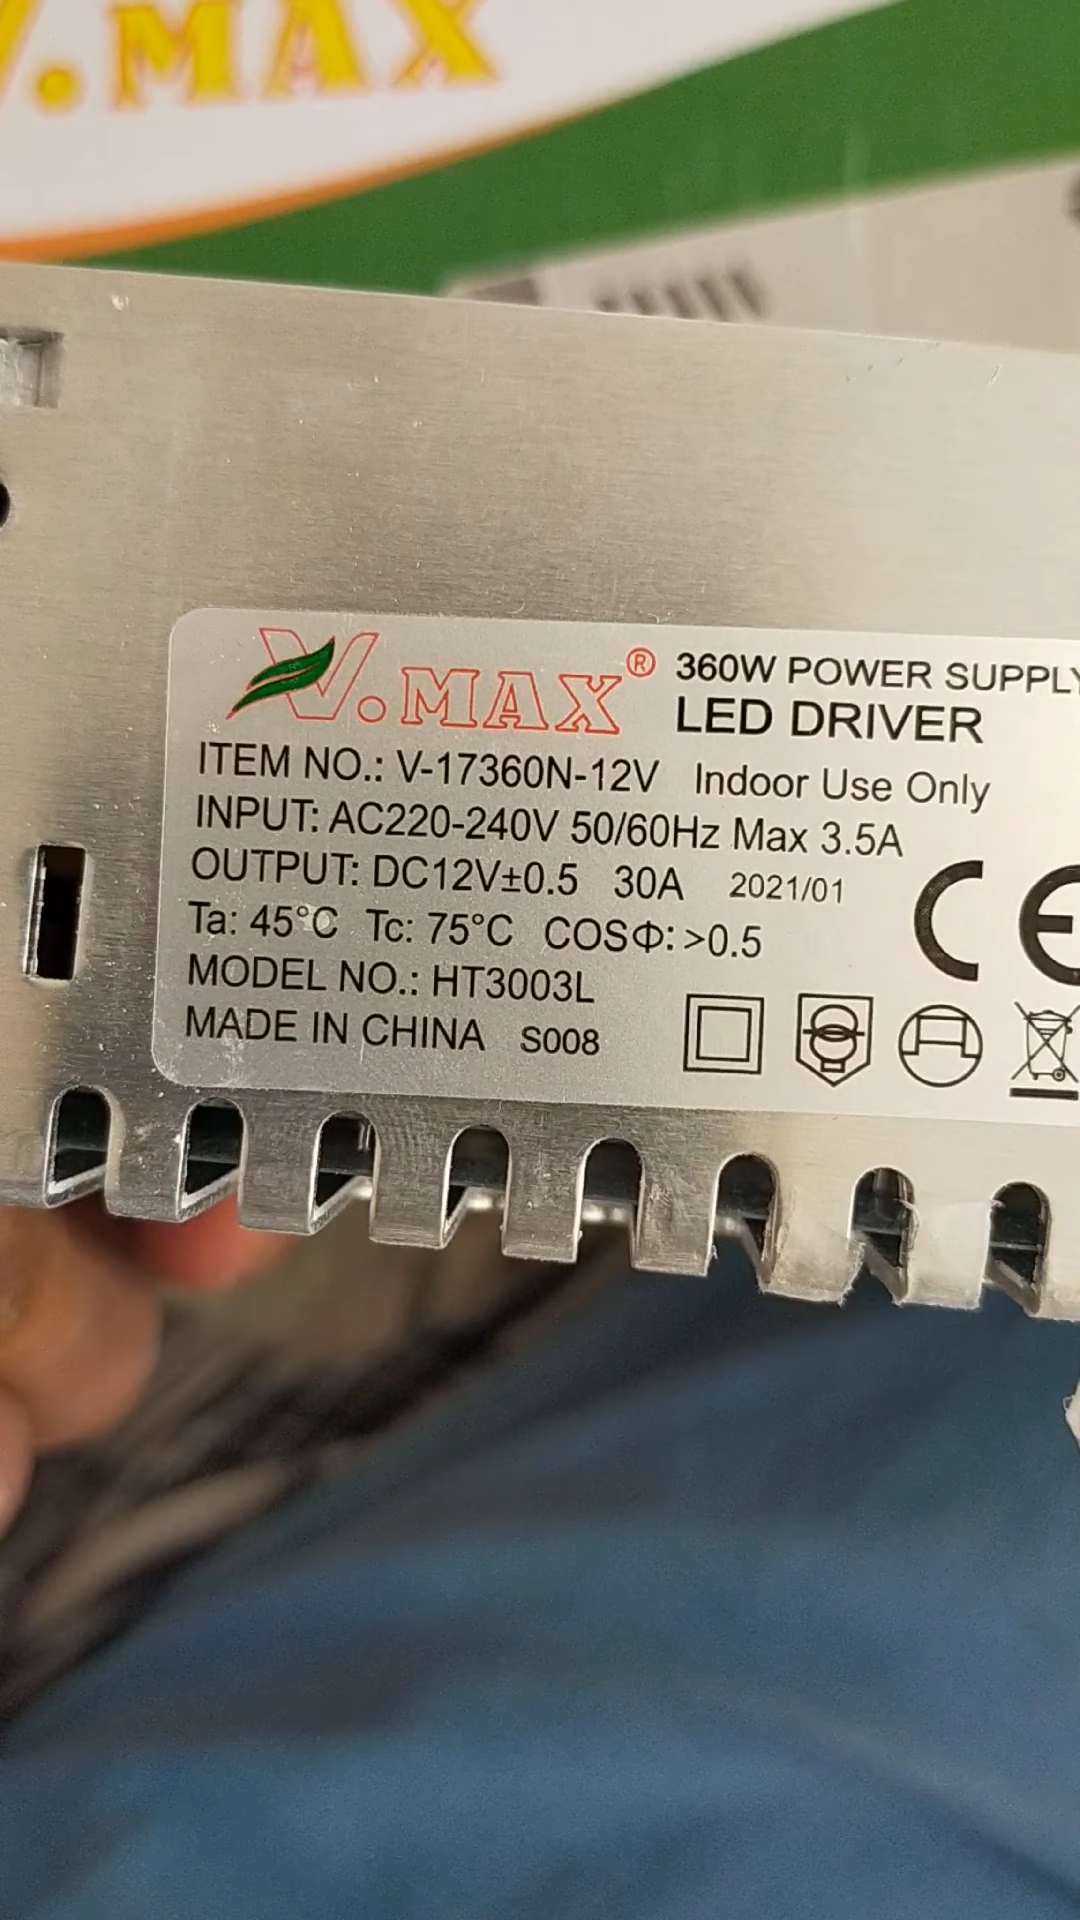 V.MAX
V.MAX® 360W POWER SUPPLY
LED DRIVER
ITEM NO.: V-17360N-12V Indoor Use Only
INPUT: AC220-240V 50/60Hz Max 3.5A
OUTPUT: DC12V±0.5 30A 2021/01
Ta: 45°C Tc: 75°C COSΦ: >0.5
CE
MODEL NO.: HT3003L
MADE IN CHINA S008